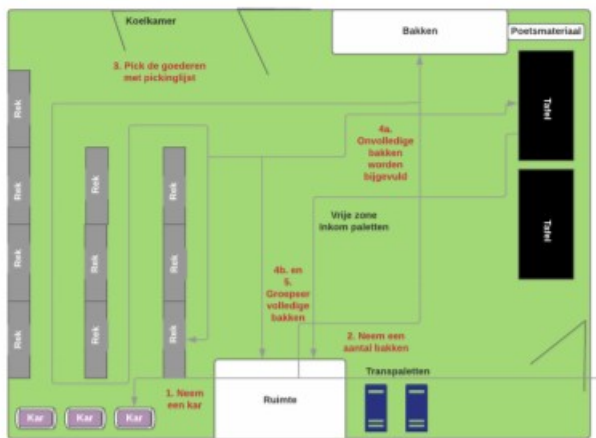 Koelkamer
Bakken
Poetsmateriaal
3. Pick de goederen
met pickinglijst
Rek
Tafel
4a.
Onvolledige
bakken
worden
bijgevuld
Rek
Rek
Rek
Vrije zone
inkom paletten
Tafel
Rek
Rek
Rek
4b. en
5.
Groepeer
volledige
bakken
2. Neem een
aantal bakken
Rek
Rek
Rek
Transpaletten
1. Neem
een kar
Ruimte
Kar
Kar
Kar